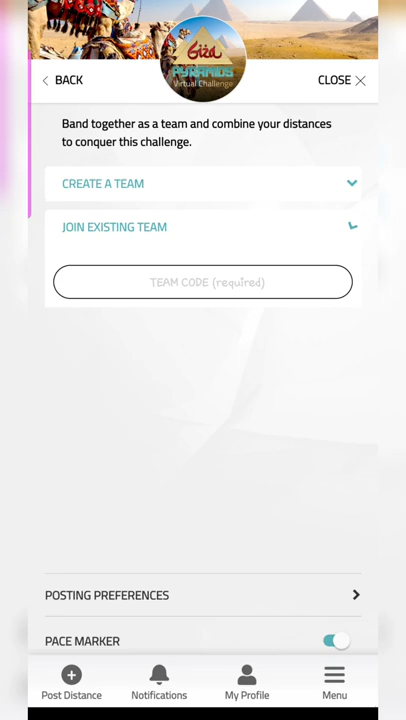 BACK
Giza
PYRAMIDS
Virtual Challenge
CLOSE
Band together as a team and combine your distances
to conquer this challenge.
CREATE A TEAM
JOIN EXISTING TEAM
TEAM CODE (required)
POSTING PREFERENCES
PACE MARKER
Post Distance
Notifications
My Profile
Menu